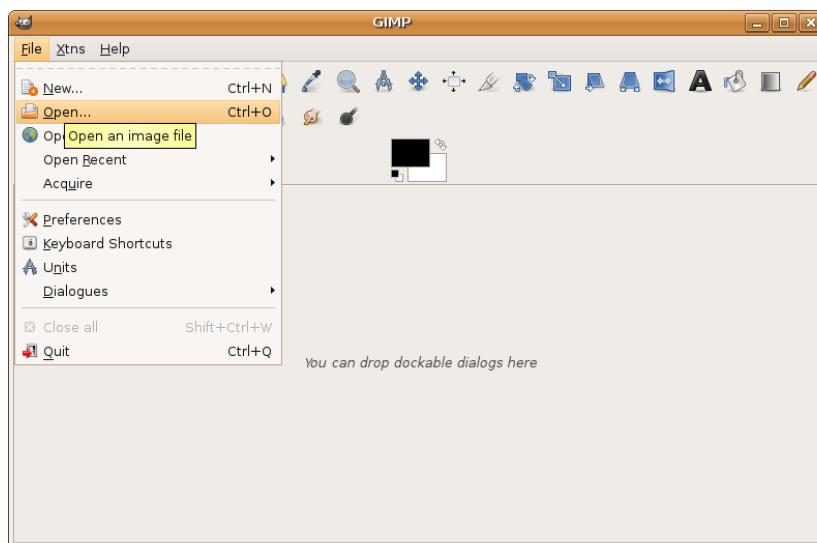 GIMP
File Xtns Help
New... Ctrl+N
Open... Ctrl+O
Open an image file
Open Recent
Acquire
Preferences
Keyboard Shortcuts
Units
Dialogues
Close all Shift+Ctrl+W
Quit Ctrl+Q
You can drop dockable dialogs here